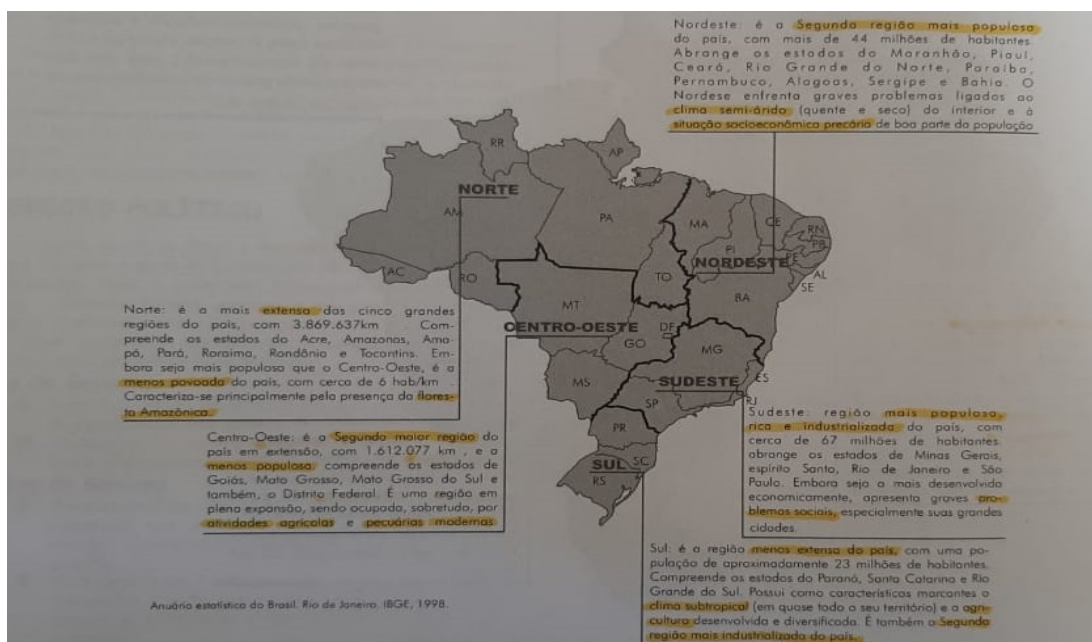 Nordeste: é a Segunda região mais populosa
do país, com mais de 44 milhões de habitantes.
Abrange os estados do Maranhão, Piauí,
Ceará, Rio Grande do Norte, Paraíba,
Pernambuco, Alagoas, Sergipe e Bahia. O
Nordese enfrenta graves problemas ligados ao
clima semi-árido (quente e seco) do interior e à
situação socioeconômica precária de boa parte da população
RR
AP
NORTE
AM
PA
MA
CE
RN
PB
PI
PE
NORDESTE
AL
SE
AC
RO
TO
BA
MT
CENTRO-OESTE
DF
GO
MG
MS
SUDESTE
ES
SP
RJ
PR
SUL
SC
RS
Norte: é a mais extensa das cinco grandes
regiões do país, com 3.869.637km . Com-
preende os estados do Acre, Amazonas, Ama-
pá, Pará, Roraima, Rondônia e Tocantins. Em-
bora seja mais populosa que o Centro-Oeste, é a
menos povoada do país, com cerca de 6 hab/km .
Caracteriza-se principalmente pela presença da flores-
ta Amazônica.
Centro-Oeste: é a Segunda maior região do
país em extensão, com 1.612.077 km , e a
menos populosa, compreende os estados de
Goiás, Mato Grosso, Mato Grosso do Sul e
também, o Distrito Federal. É uma região em
plena expansão, sendo ocupada, sobretudo, por
atividades agrícolas e pecuárias modernas
Sudeste: região mais populosa,
rica e industrializada do país, com
cerca de 67 milhões de habitantes
abrange os estados de Minas Gerais,
espírito Santo, Rio de Janeiro e São
Paulo. Embora seja a mais desenvolvida
economicamente, apresenta graves pro-
blemas sociais, especialmente suas grandes
cidades.
Sul: é a região menos extensa do país, com uma po-
pulação de aproximadamente 23 milhões de habitantes.
Compreende os estados do Paraná, Santa Catarina e Rio
Grande do Sul. Possui como características marcantes o
clima subtropical (em quase todo o seu território) e a agri-
cultura desenvolvida e diversificada. É também a Segunda
região mais industrializada do país.
Anuário estatístico do Brasil. Rio de Janeiro. IBGE, 1998.